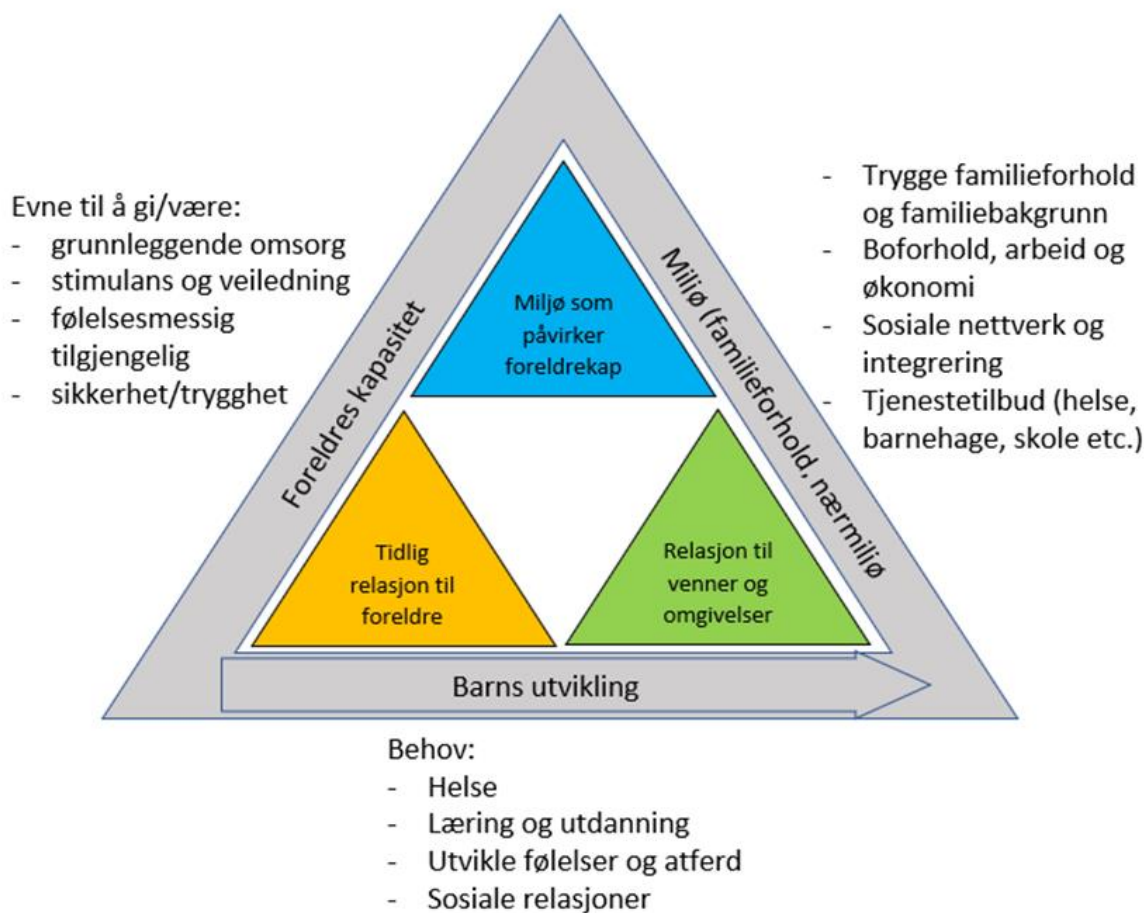 Evne til å gi/være:
- grunnleggende omsorg
- stimulans og veiledning
- følelsesmessig
tilgjengelig
- sikkerhet/trygghet
Foreldres kapasitet
Miljø som
påvirker
foreldrekap
Miljø (familieforhold, nærmiljø
- Trygge familieforhold
og familiebakgrunn
- Boforhold, arbeid og
økonomi
- Sosiale nettverk og
integrering
- Tjenestetilbud (helse,
barnehage, skole etc.)
Tidlig
relasjon til
foreldre
Relasjon til
venner og
omgivelser
Barns utvikling
Behov:
- Helse
- Læring og utdanning
- Utvikle følelser og atferd
- Sosiale relasjoner